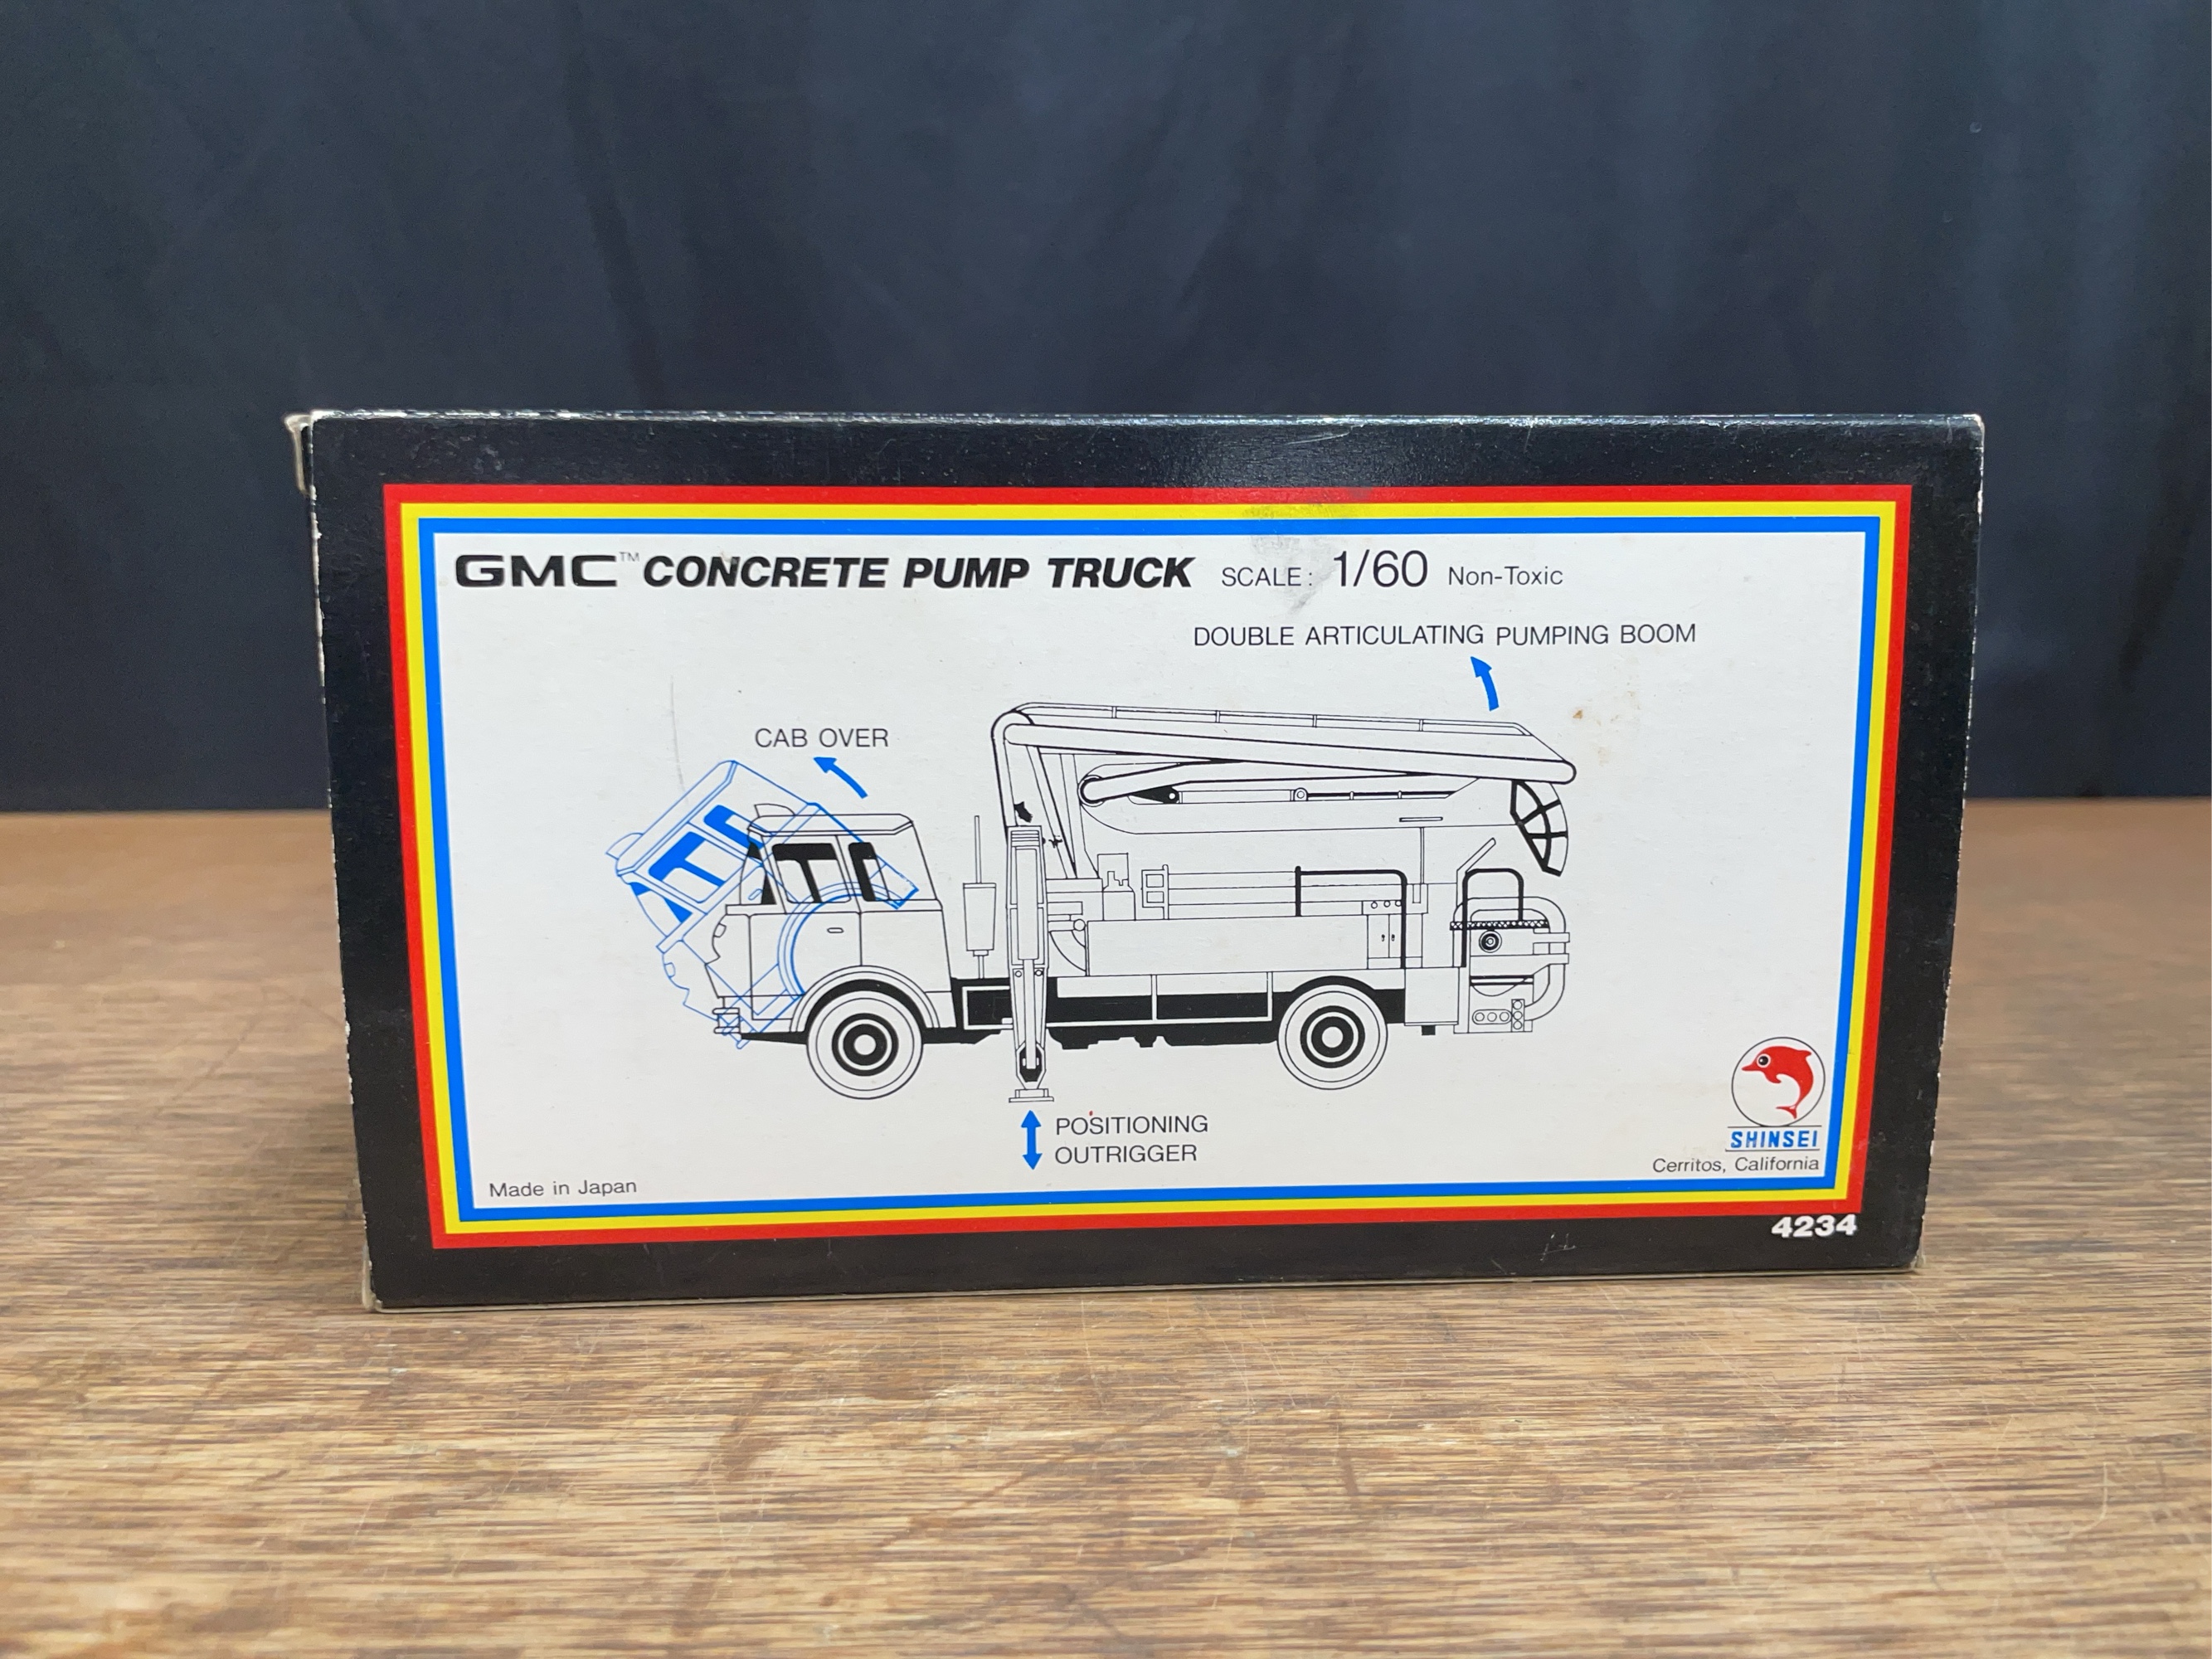 GMC™ CONCRETE PUMP TRUCK SCALE: 1/60 Non-Toxic
DOUBLE ARTICULATING PUMPING BOOM
CAB OVER
POSITIONING
OUTRIGGER
SHINSEI
Cerritos, California
Made in Japan
4234